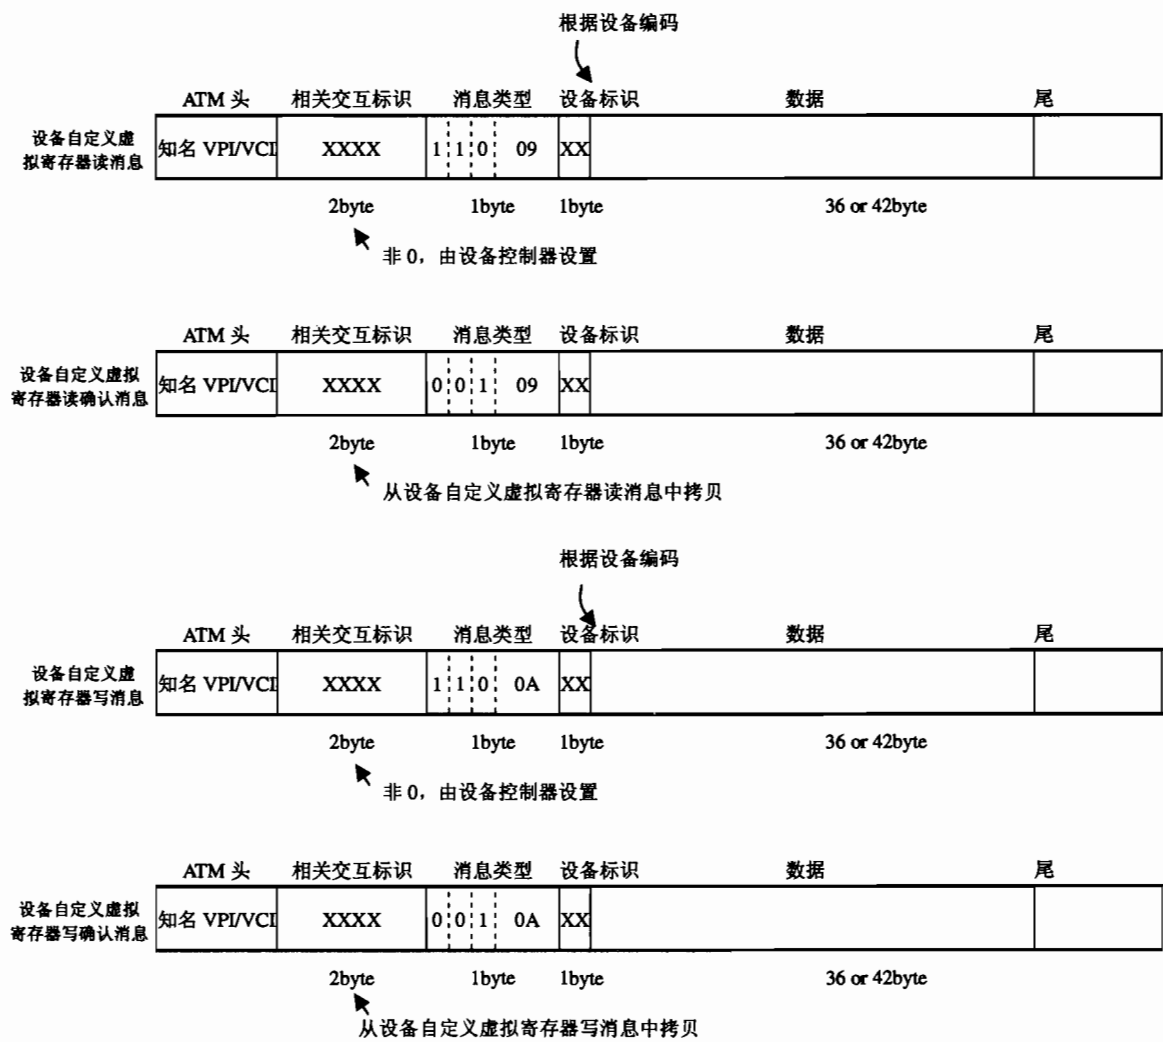 根据设备编码
ATM 头 相关交互标识 消息类型 设备标识 数据 尾
设备自定义虚
拟寄存器读消息
知名 VPI/VCI XXXX 1 1 0 09 XX
2byte 1byte 1byte 36 or 42byte
非 0，由设备控制器设置
ATM 头 相关交互标识 消息类型 设备标识 数据 尾
设备自定义虚拟
寄存器读确认消息
知名 VPI/VCI XXXX 0 0 1 09 XX
2byte 1byte 1byte 36 or 42byte
从设备自定义虚拟寄存器读消息中拷贝
根据设备编码
ATM 头 相关交互标识 消息类型 设备标识 数据 尾
设备自定义虚
拟寄存器写消息
知名 VPI/VCI XXXX 1 1 0 0A XX
2byte 1byte 1byte 36 or 42byte
非 0，由设备控制器设置
ATM 头 相关交互标识 消息类型 设备标识 数据 尾
设备自定义虚拟
寄存器写确认消息
知名 VPI/VCI XXXX 0 0 1 0A XX
2byte 1byte 1byte 36 or 42byte
从设备自定义虚拟寄存器写消息中拷贝